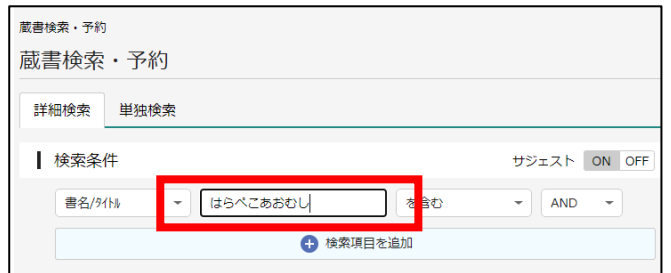 蔵書検索・予約
蔵書検索・予約
詳細検索 単独検索
検索条件 サジェスト ON OFF
書名/ﾀｲﾄﾙ はらぺこあおむし を含む AND
検索項目を追加